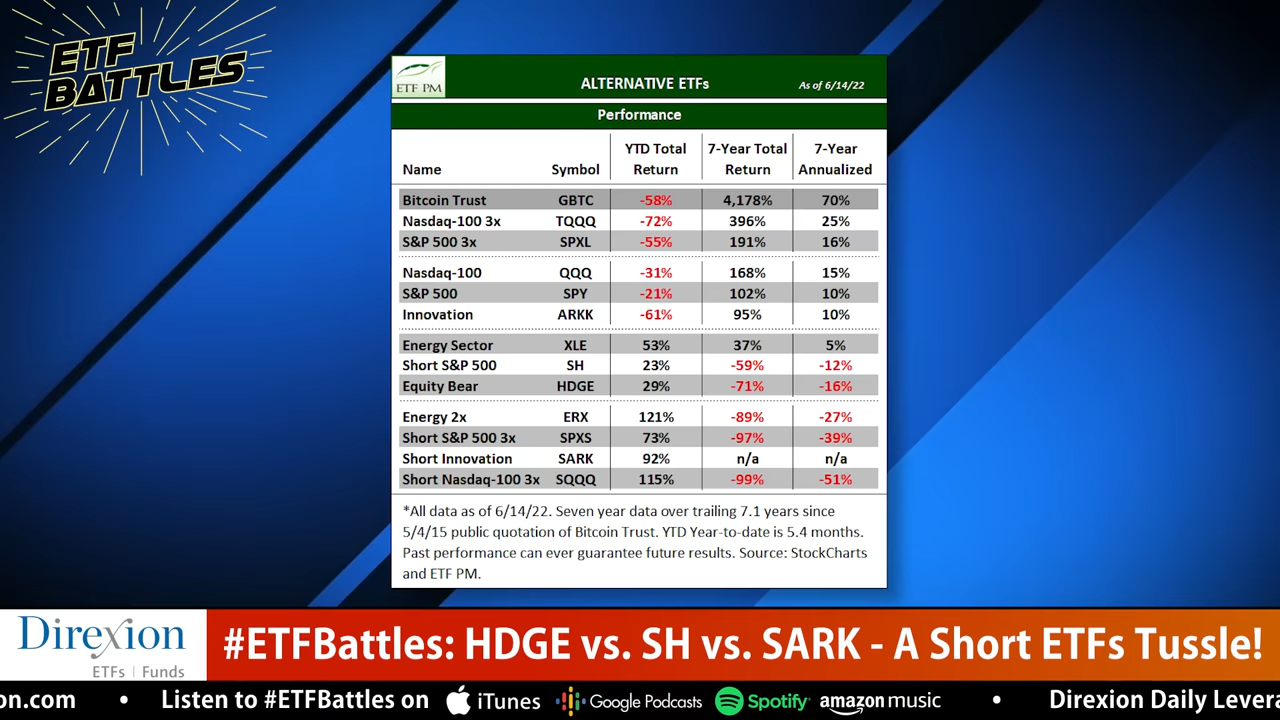 ETF
BATTLES
ETF PM
ALTERNATIVE ETFs
As of 6/14/22
Performance
Name Symbol YTD Total Return 7-Year Total Return 7-Year Annualized
Bitcoin Trust GBTC -58% 4,178% 70%
Nasdaq-100 3x TQQQ -72% 396% 25%
S&P 500 3x SPXL -55% 191% 16%
Nasdaq-100 QQQ -31% 168% 15%
S&P 500 SPY -21% 102% 10%
Innovation ARKK -61% 95% 10%
Energy Sector XLE 53% 37% 5%
Short S&P 500 SH 23% -59% -12%
Equity Bear HDGE 29% -71% -16%
Energy 2x ERX 121% -89% -27%
Short S&P 500 3x SPXS 73% -97% -39%
Short Innovation SARK 92% n/a n/a
Short Nasdaq-100 3x SQQQ 115% -99% -51%
*All data as of 6/14/22. Seven year data over trailing 7.1 years since
5/4/15 public quotation of Bitcoin Trust. YTD Year-to-date is 5.4 months.
Past performance can ever guarantee future results. Source: StockCharts
and ETF PM.
Direxion
ETFs | Funds
#ETFBattles: HDGE vs. SH vs. SARK - A Short ETFs Tussle!
on.com • Listen to #ETFBattles on iTunes Google Podcasts Spotify amazon music • Direxion Daily Levera